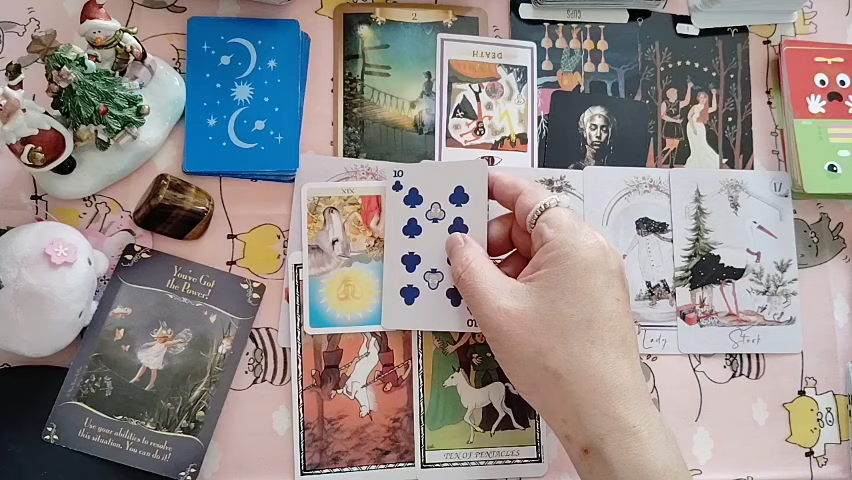 2
CUPS
DEATH
XIX
10
10
17
You've Got
the Power!
Use your abilities to resolve
this situation. You can do it!
Lady
Stork
TEN OF PENTACLES